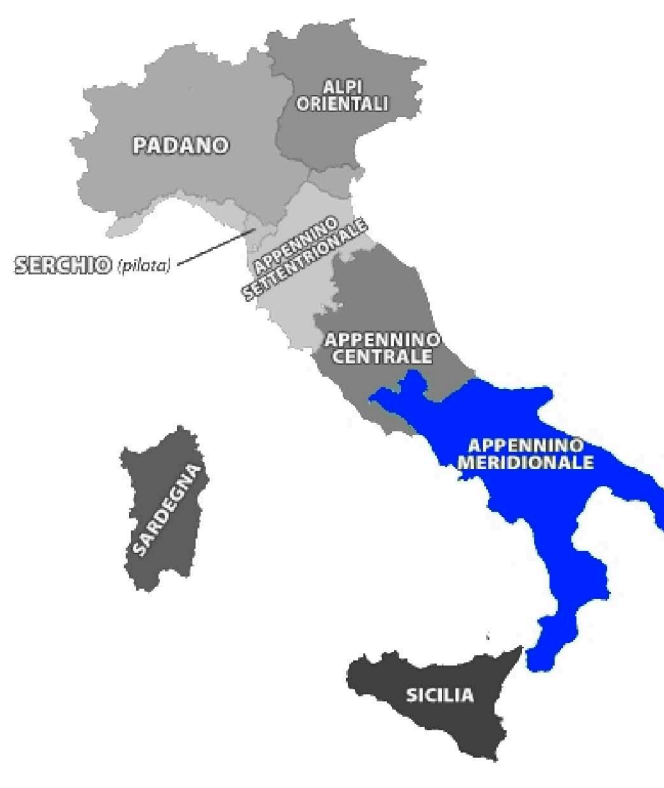 ALPI
ORIENTALI
PADANO
SERCHIO (pilota)
APPENNINO
SETTENTRIONALE
APPENNINO
CENTRALE
APPENNINO
MERIDIONALE
SARDEGNA
SICILIA